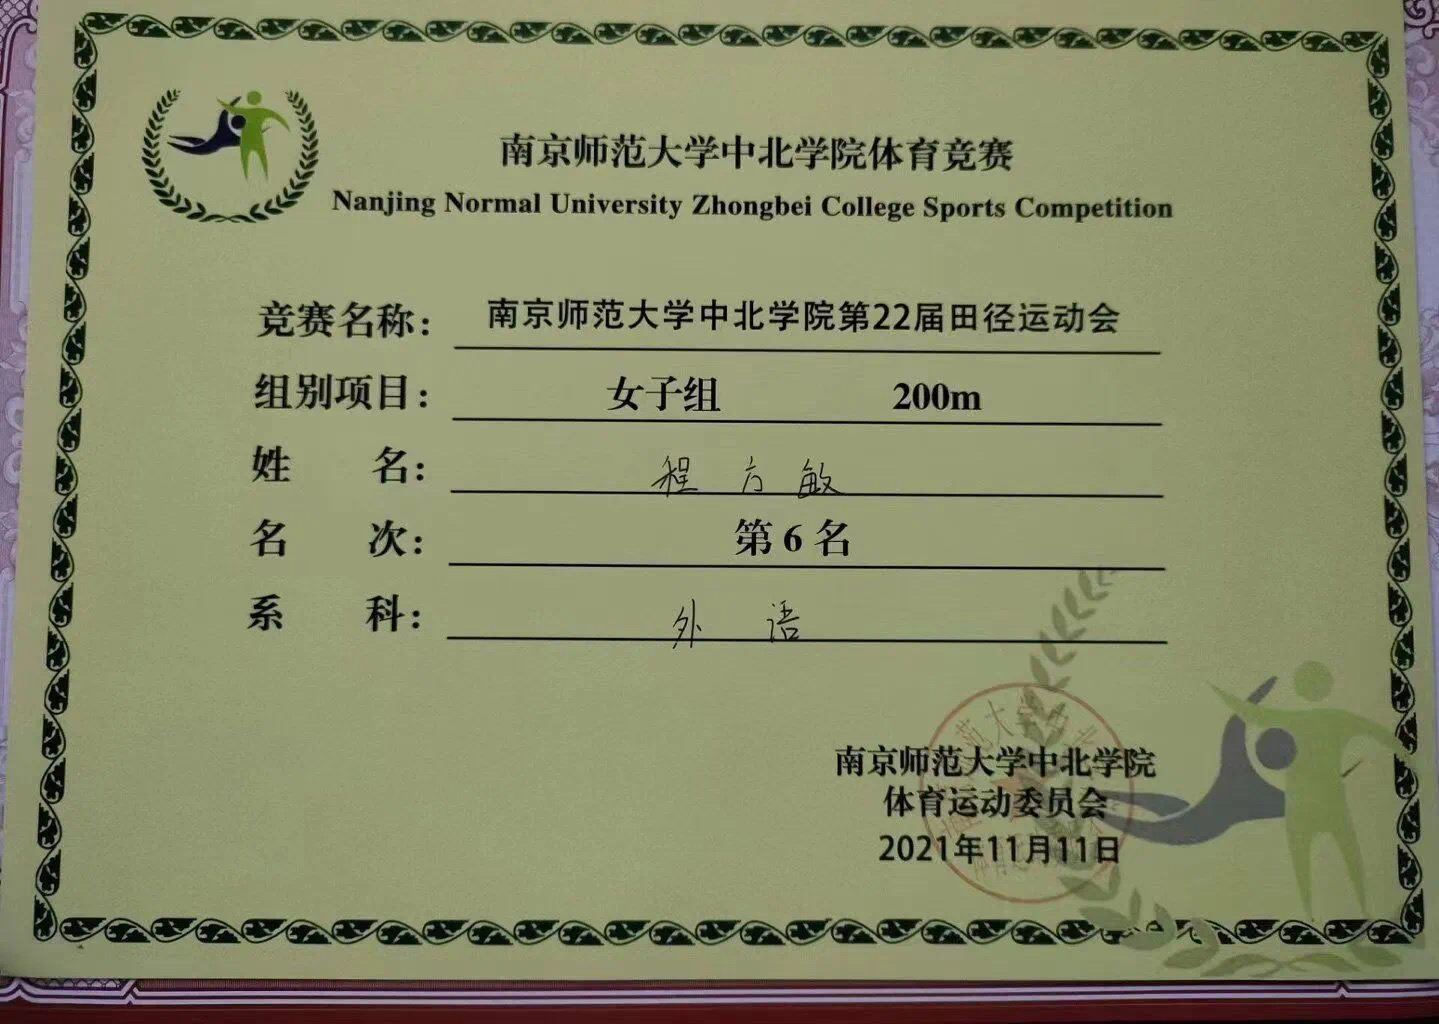 南京师范大学中北学院体育竞赛
Nanjing Normal University Zhongbei College Sports Competition
竞赛名称: 南京师范大学中北学院第22届田径运动会
组别项目: 女子组 200m
姓 名: 程方敏
名 次: 第6名
系 科: 外语
南京师范大学中北学院
体育运动委员会
2021年11月11日